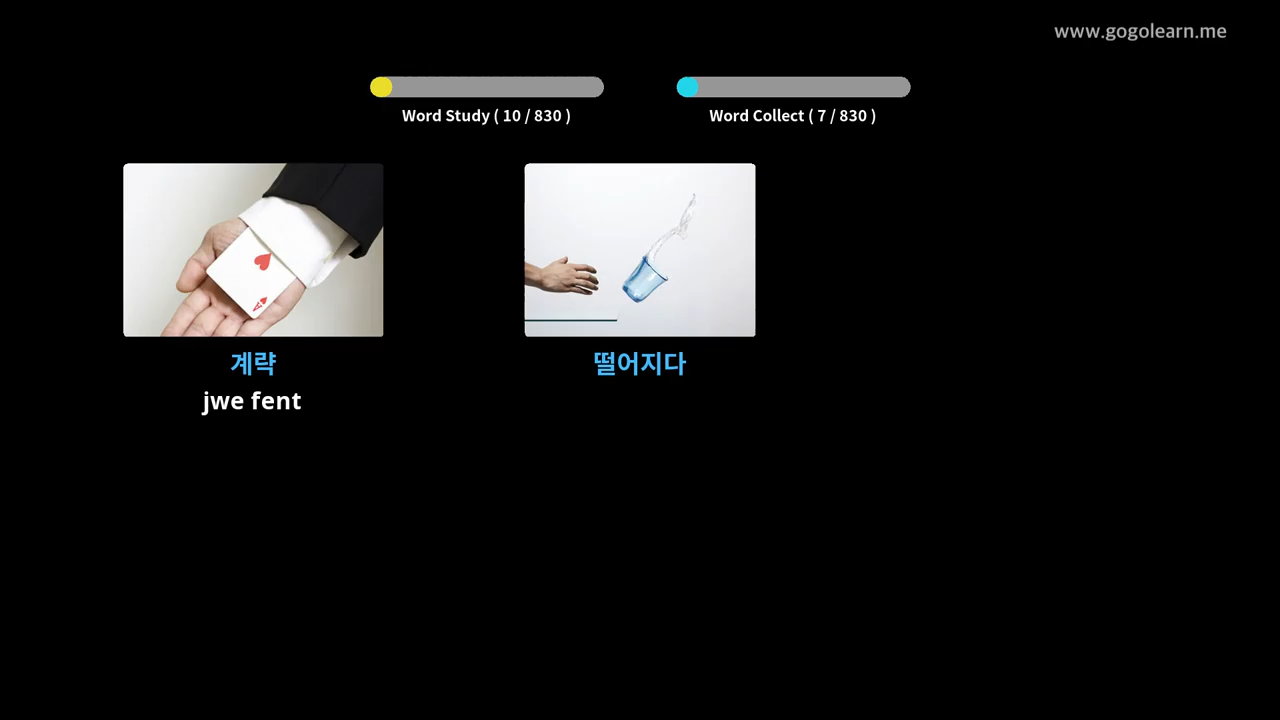 www.gogolearn.me
Word Study ( 10 / 830 )
Word Collect ( 7 / 830 )
계략
jwe fent
떨어지다